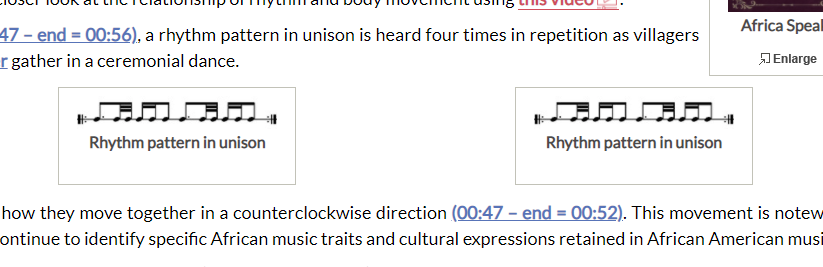 closer look at the relationship of rhythm and body movement using this video
Africa Speak
Enlarge
47 – end = 00:56), a rhythm pattern in unison is heard four times in repetition as villagers
r gather in a ceremonial dance.
Rhythm pattern in unison
Rhythm pattern in unison
how they move together in a counterclockwise direction (00:47 – end = 00:52). This movement is notew
ontinue to identify specific African music traits and cultural expressions retained in African American musi